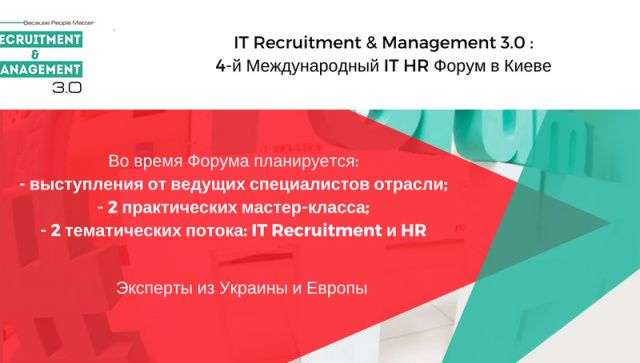 Because People Matter
ECRUITMENT
&
ANAGEMENT
3.0
IT Recruitment & Management 3.0 :
4-й Международный IT HR Форум в Киеве
Во время Форума планируется:
- выступления от ведущих специалистов отрасли;
- 2 практических мастер-класса;
- 2 тематических потока: IT Recruitment и HR
Эксперты из Украины и Европы